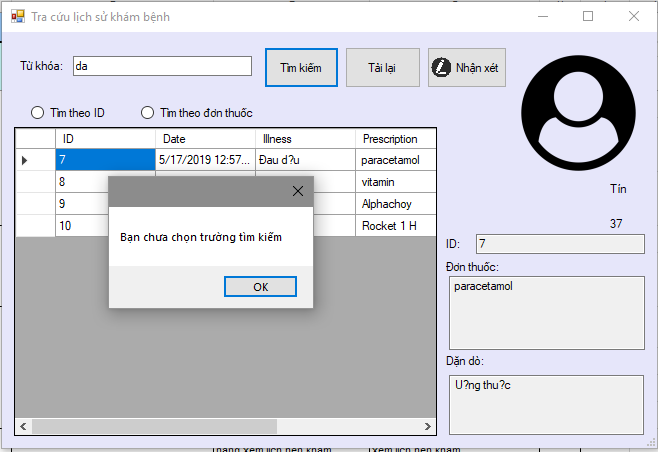 Tra cứu lịch sử khám bệnh
Từ khóa: da Tìm kiếm Tải lại Nhận xét
Tìm theo ID Tìm theo đơn thuốc
ID Date Illness Prescription
7 5/17/2019 12:57... Đau d?u paracetamol
8 vitamin
9 Alphachoy
10 Rocket 1 H
Bạn chưa chọn trường tìm kiếm
OK
Tín
37
ID: 7
Đơn thuốc:
paracetamol
Dặn dò:
U?ng thu?c